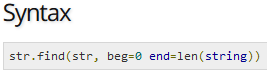 Syntax
str.find(str, beg=0 end=len(string))